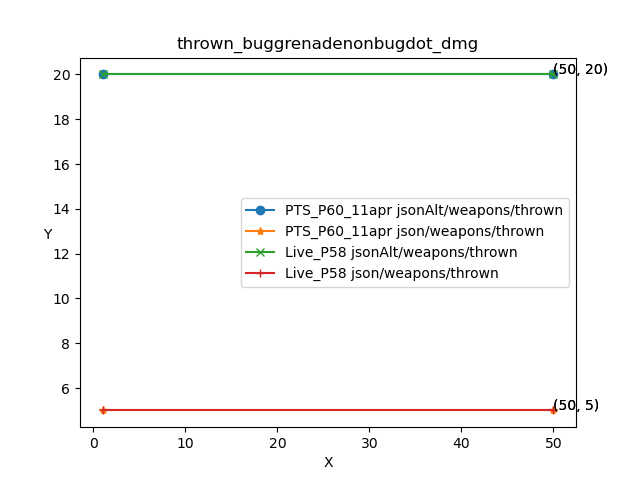 thrown_buggrenadenonbugdot_dmg
(50, 20)
20
18
16
14
12
10
8
6
Y
PTS_P60_11apr jsonAlt/weapons/thrown
PTS_P60_11apr json/weapons/thrown
Live_P58 jsonAlt/weapons/thrown
Live_P58 json/weapons/thrown
(50, 5)
0 10 20 30 40 50
X